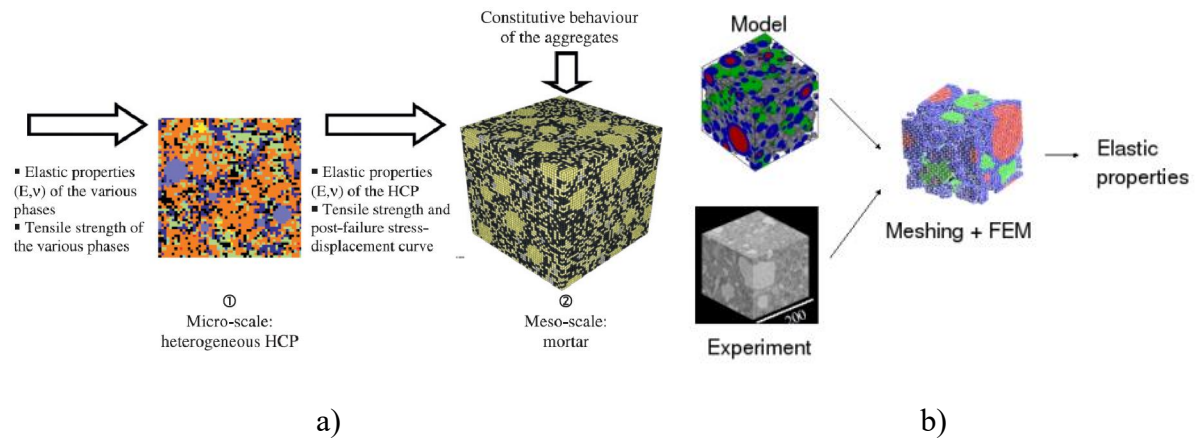 Constitutive behaviour
of the aggregates
▪ Elastic properties
(E,ν) of the various
phases
▪ Tensile strength of
the various phases
▪ Elastic properties
(E,ν) of the HCP
▪ Tensile strength and
post-failure stress-
displacement curve
①
Micro-scale:
heterogeneous HCP
②
Meso-scale:
mortar
Model
200
Experiment
Meshing + FEM
Elastic
properties
a)
b)